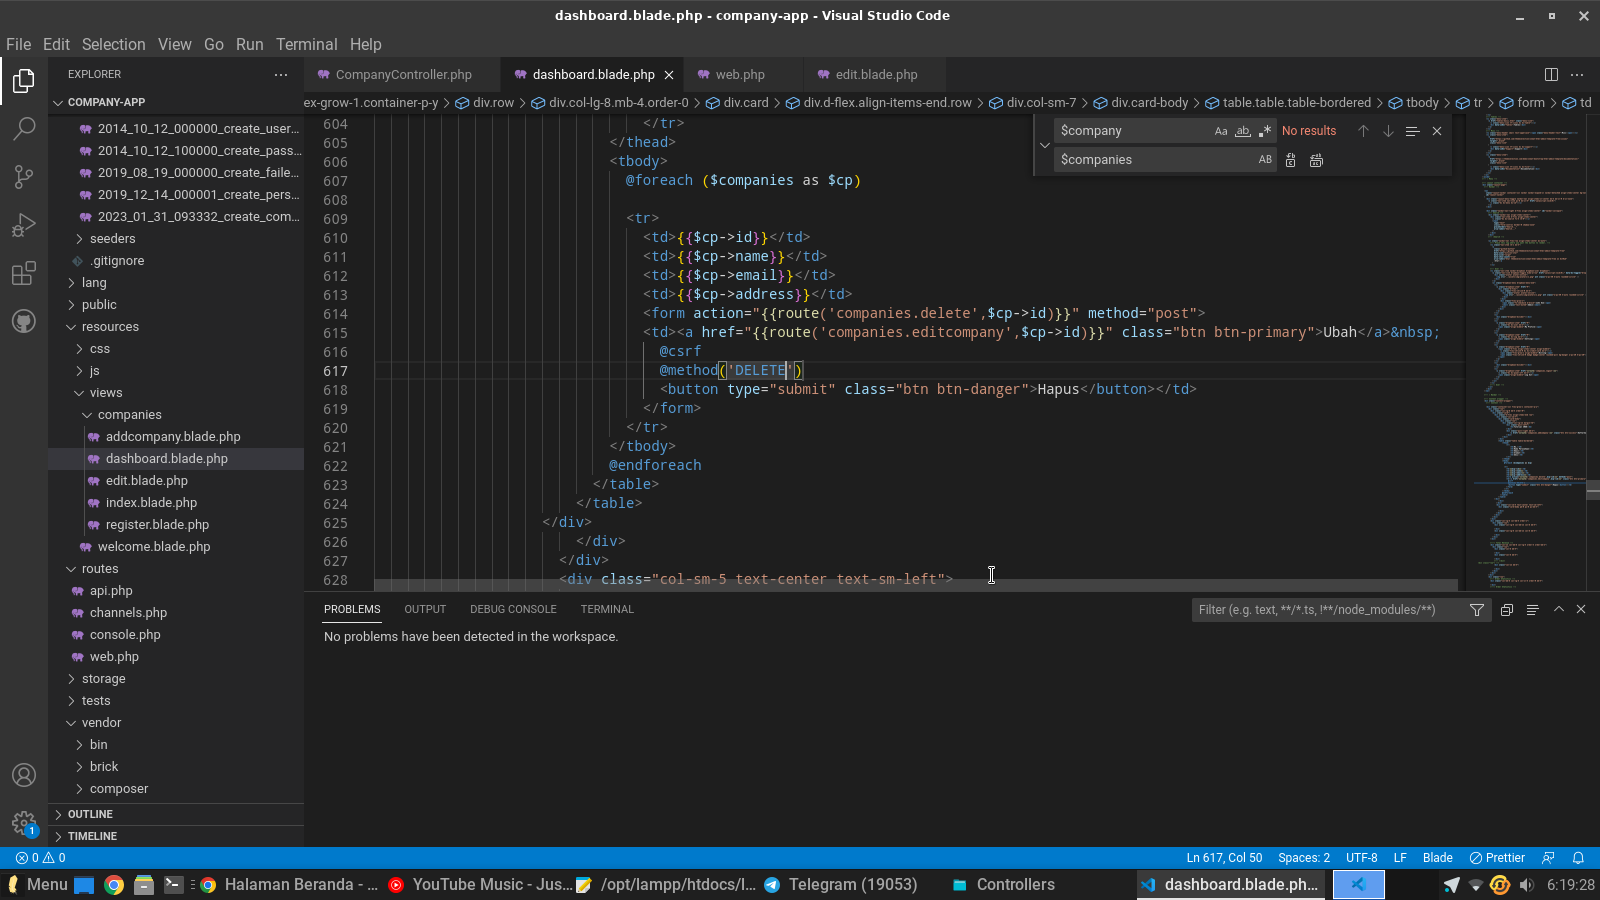 dashboard.blade.php - company-app - Visual Studio Code
File Edit Selection View Go Run Terminal Help
EXPLORER
COMPANY-APP
2014_10_12_000000_create_user...
2014_10_12_100000_create_pass...
2019_08_19_000000_create_faile...
2019_12_14_000001_create_pers...
2023_01_31_093332_create_com...
seeders
.gitignore
lang
public
resources
css
js
views
companies
addcompany.blade.php
dashboard.blade.php
edit.blade.php
index.blade.php
register.blade.php
welcome.blade.php
routes
api.php
channels.php
console.php
web.php
storage
tests
vendor
bin
brick
composer
OUTLINE
TIMELINE
CompanyController.php dashboard.blade.php web.php edit.blade.php
ex-grow-1.container-p-y div.row div.col-lg-8.mb-4.order-0 div.card div.d-flex.align-items-end.row div.col-sm-7 div.card-body table.table.table-bordered tbody tr form td
$company Aa ab No results
$companies AB
604 </tr>
605 </thead>
606 <tbody>
607 @foreach ($companies as $cp)
608
609 <tr>
610 <td>{{$cp->id}}</td>
611 <td>{{$cp->name}}</td>
612 <td>{{$cp->email}}</td>
613 <td>{{$cp->address}}</td>
614 <form action="{{route('companies.delete',$cp->id)}}" method="post">
615 <td><a href="{{route('companies.editcompany',$cp->id)}}" class="btn btn-primary">Ubah</a>&nbsp;
616 @csrf
617 @method('DELETE')
618 <button type="submit" class="btn btn-danger">Hapus</button></td>
619 </form>
620 </tr>
621 </tbody>
622 @endforeach
623 </table>
624 </table>
625 </div>
626 </div>
627 </div>
628 <div class="col-sm-5 text-center text-sm-left">
PROBLEMS OUTPUT DEBUG CONSOLE TERMINAL
Filter (e.g. text, **/*.ts, !**/node_modules/**)
No problems have been detected in the workspace.
1
0 0 Ln 617, Col 50 Spaces: 2 UTF-8 LF Blade Prettier
Menu Halaman Beranda - ... YouTube Music - Jus... /opt/lampp/htdocs/l... Telegram (19053) Controllers dashboard.blade.ph... 6:19:28